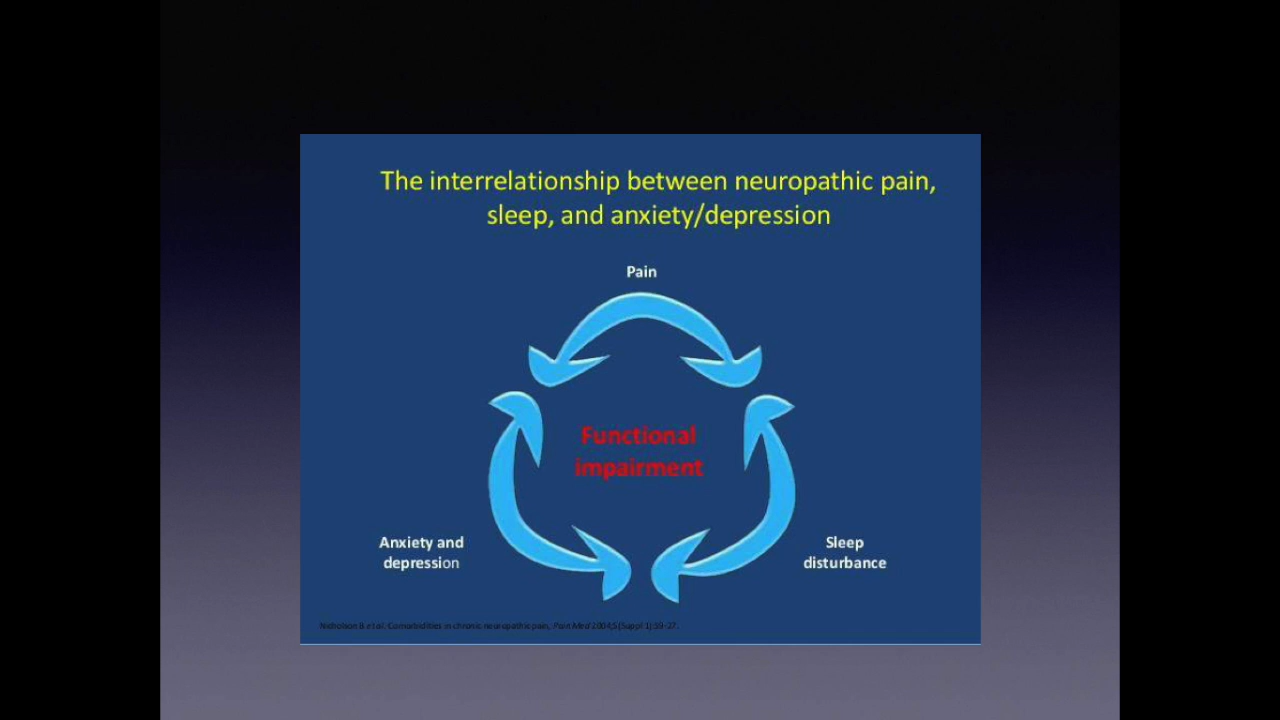 The interrelationship between neuropathic pain,
sleep, and anxiety/depression
Pain
Functional
impairment
Anxiety and
depression
Sleep
disturbance
Nicholson B et al. Comorbidities in chronic neuropathic pain, Pain Med 2004;5(Suppl 1):S9-27.